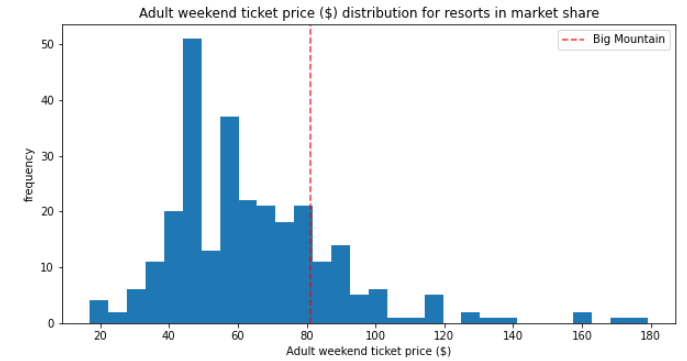 Adult weekend ticket price ($) distribution for resorts in market share
Big Mountain
frequency
50
40
30
20
10
0
20 40 60 80 100 120 140 160 180
Adult weekend ticket price ($)